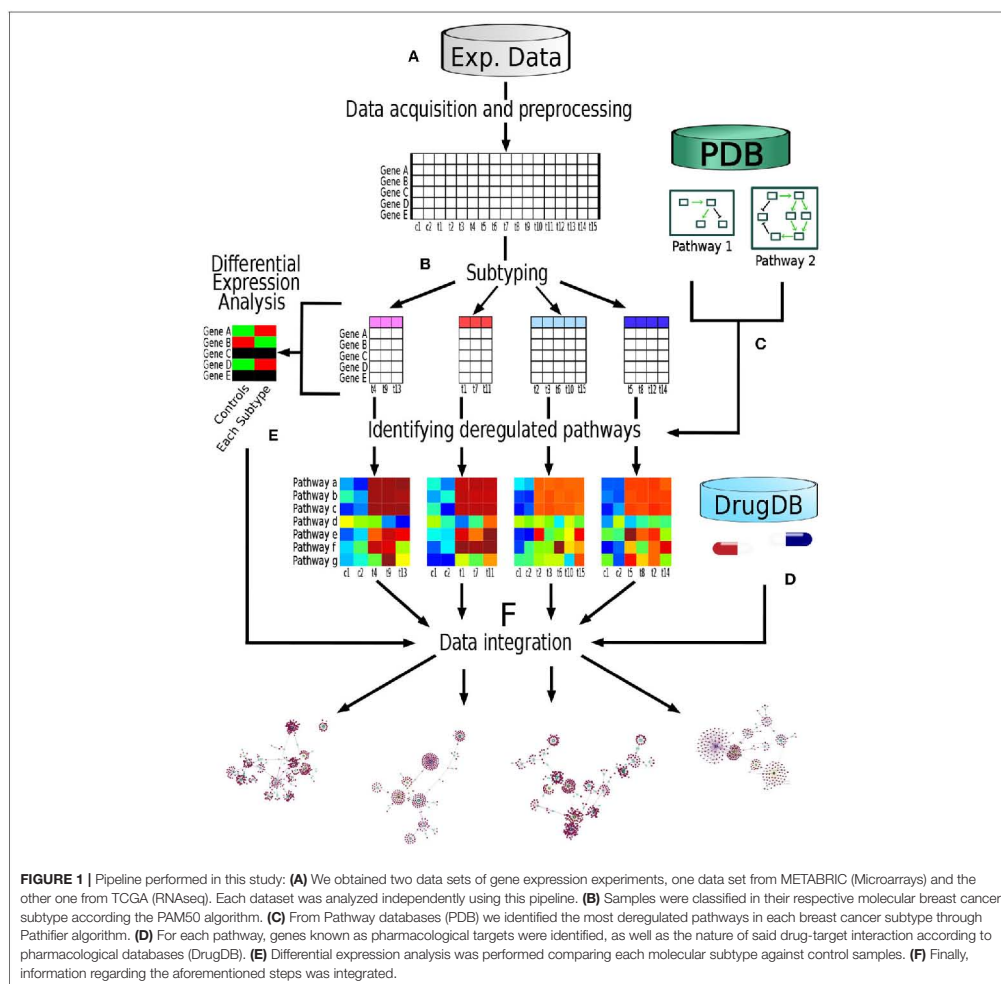 (A)
Exp. Data
Data acquisition and preprocessing
Gene A
Gene B
Gene C
Gene D
Gene E
c1 c2 t1 t2 t3 t4 t5 t6 t7 t8 t9 t10 t11 t12 t13 t14 t15
PDB
Pathway 1
Pathway 2
(B)
Subtyping
Differential
Expression
Analysis
Gene A
Gene B
Gene C
Gene D
Gene E
Controls
Each Subtype
Gene A
Gene B
Gene C
Gene D
Gene E
t4 t9 t13
t1 t7 t11
t2 t3 t6 t10 t15
t5 t8 t12 t14
C
E
Identifying deregulated pathways
Pathway a
Pathway b
Pathway c
Pathway d
Pathway e
Pathway f
Pathway g
c1 c2 t4 t9 t13
c1 c2 t1 t7 t11
c1 c2 t2 t3 t6 t10 t15
c1 c2 t5 t8 t2 t14
DrugDB
D
F
Data integration
FIGURE 1 | Pipeline performed in this study: (A) We obtained two data sets of gene expression experiments, one data set from METABRIC (Microarrays) and the
other one from TCGA (RNAseq). Each dataset was analyzed independently using this pipeline. (B) Samples were classified in their respective molecular breast cancer
subtype according the PAM50 algorithm. (C) From Pathway databases (PDB) we identified the most deregulated pathways in each breast cancer subtype through
Pathifier algorithm. (D) For each pathway, genes known as pharmacological targets were identified, as well as the nature of said drug-target interaction according to
pharmacological databases (DrugDB). (E) Differential expression analysis was performed comparing each molecular subtype against control samples. (F) Finally,
information regarding the aforementioned steps was integrated.